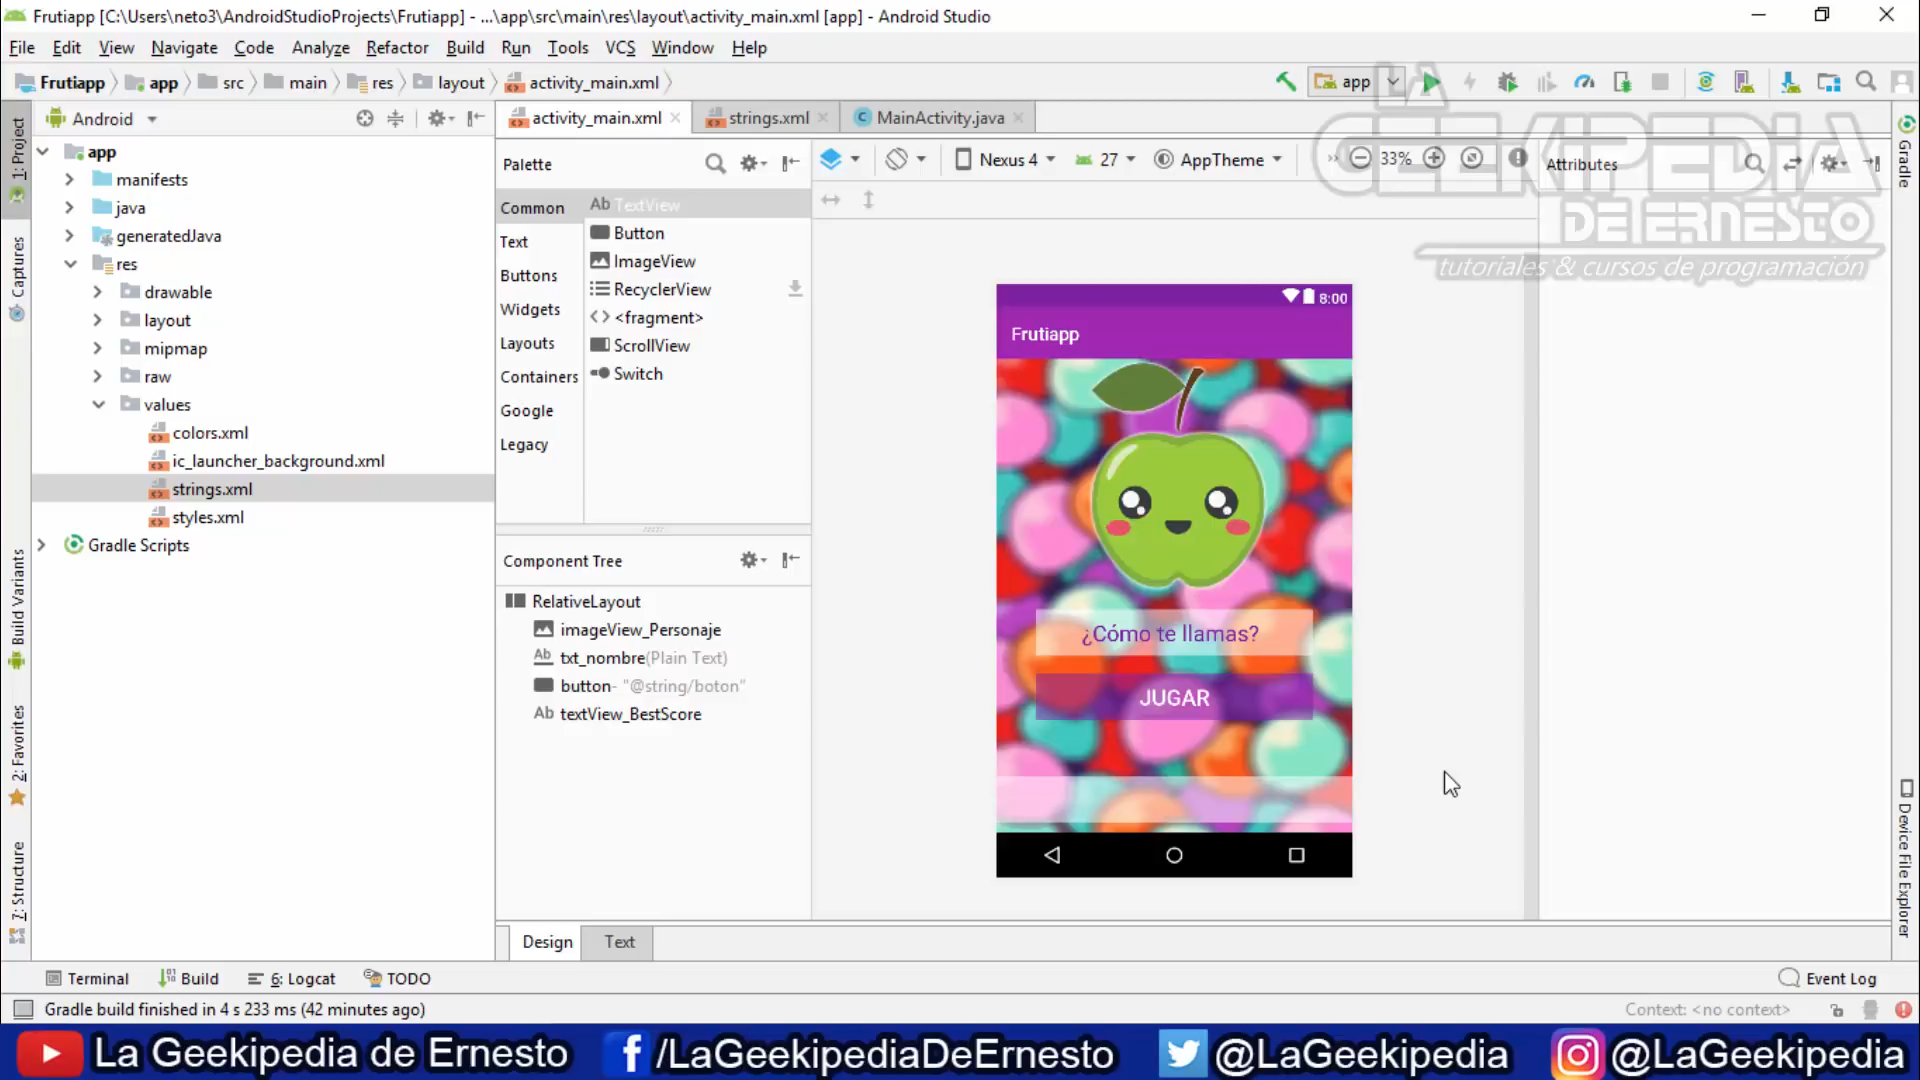 Frutiapp [C:\Users\neto3\AndroidStudioProjects\Frutiapp] - ...\app\src\main\res\layout\activity_main.xml [app] - Android Studio
File Edit View Navigate Code Analyze Refactor Build Run Tools VCS Window Help
Frutiapp app src main res layout activity_main.xml app
LA
GEEKIPEDIA
DE ERNESTO
tutoriales & cursos de programación
1: Project
Captures
Build Variants
2: Favorites
7: Structure
Android
app
manifests
java
generatedJava
res
drawable
layout
mipmap
raw
values
colors.xml
ic_launcher_background.xml
strings.xml
styles.xml
Gradle Scripts
activity_main.xml strings.xml MainActivity.java
Palette
Common
Text
Buttons
Widgets
Layouts
Containers
Google
Legacy
Ab TextView
Button
ImageView
RecyclerView
<fragment>
ScrollView
Switch
Component Tree
RelativeLayout
imageView_Personaje
Ab txt_nombre(Plain Text)
button- "@string/boton"
Ab textView_BestScore
Nexus 4 27 AppTheme 33%
Attributes
8:00
Frutiapp
¿Cómo te llamas?
JUGAR
Gradle
Device File Explorer
Design Text
Terminal Build 6: Logcat TODO Event Log
Gradle build finished in 4 s 233 ms (42 minutes ago) Context: <no context>
La Geekipedia de Ernesto /LaGeekipediaDeErnesto @LaGeekipedia @LaGeekipedia